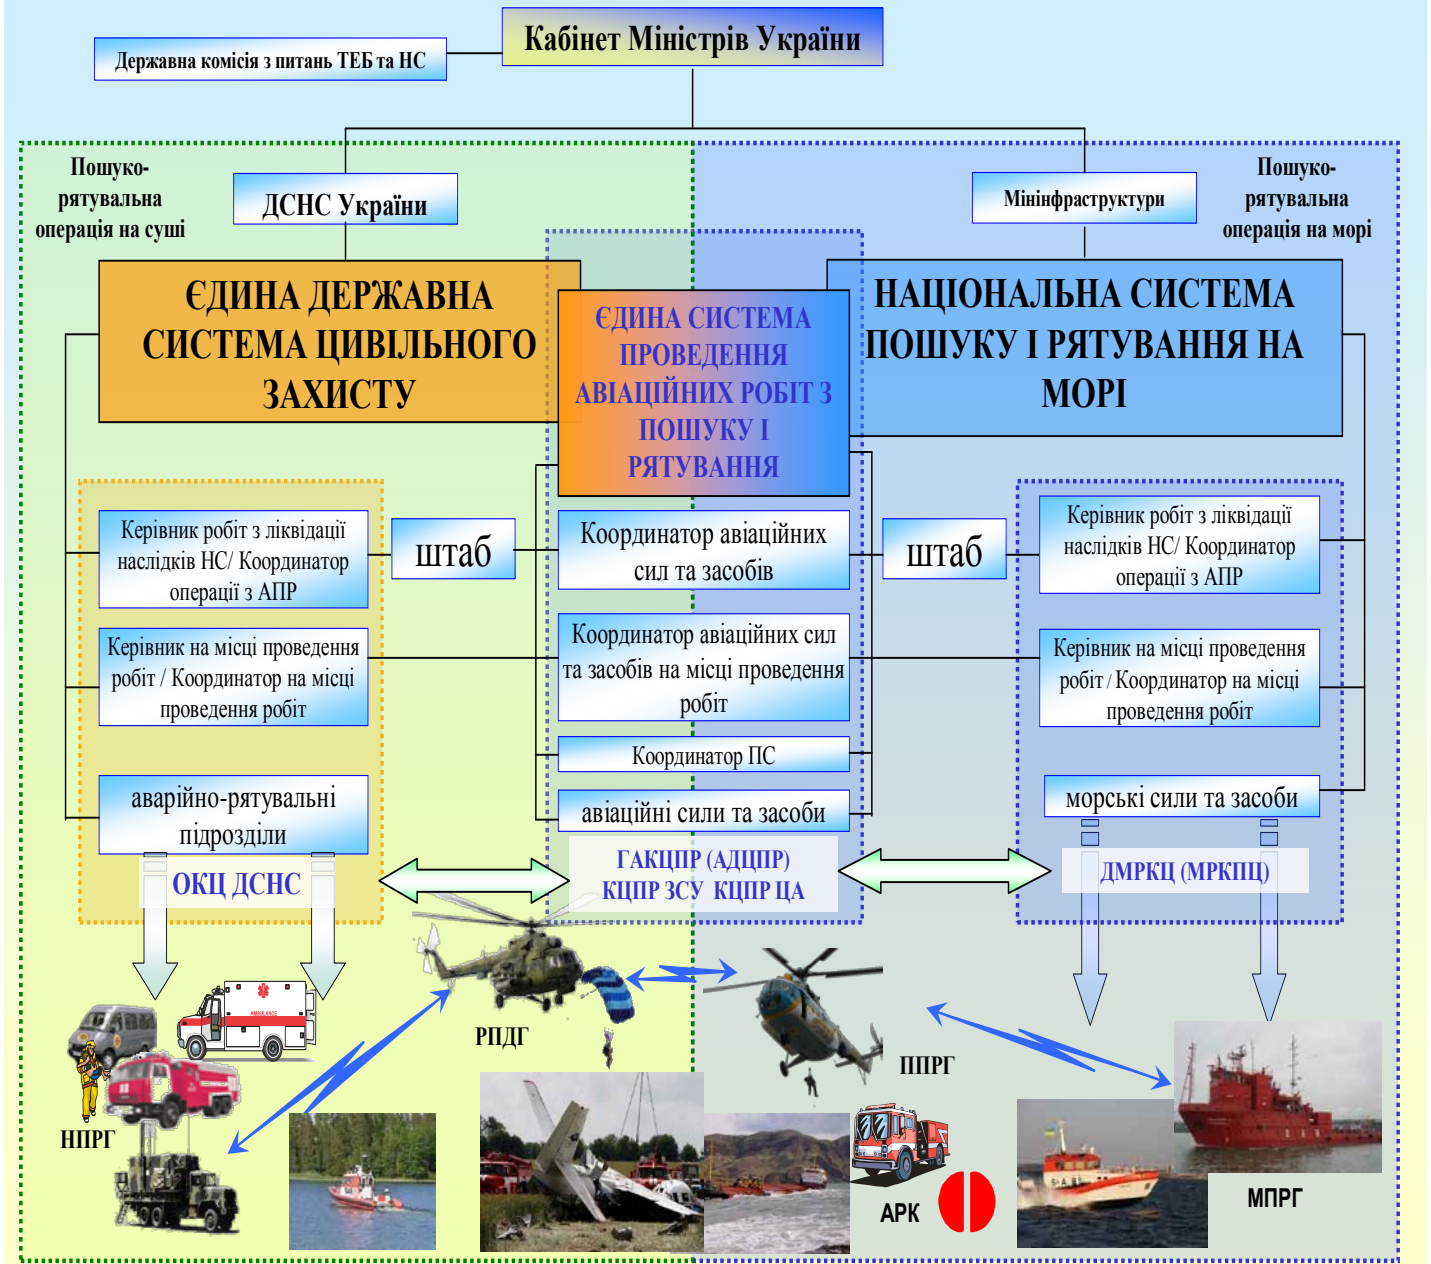 Кабінет Міністрів України
Державна комісія з питань ТЕБ та НС
Пошуко-
рятувальна
операція на суші
ДСНС України
Мінінфраструктури
Пошуко-
рятувальна
операція на морі
ЄДИНА ДЕРЖАВНА
СИСТЕМА ЦИВІЛЬНОГО
ЗАХИСТУ
ЄДИНА СИСТЕМА
ПРОВЕДЕННЯ
АВІАЦІЙНИХ РОБІТ З
ПОШУКУ І
РЯТУВАННЯ
НАЦІОНАЛЬНА СИСТЕМА
ПОШУКУ І РЯТУВАННЯ НА
МОРІ
Керівник робіт з ліквідації
наслідків НС/ Координатор
операції з АПР
штаб
Координатор авіаційних
сил та засобів
штаб
Керівник робіт з ліквідації
наслідків НС/ Координатор
операції з АПР
Керівник на місці проведення
робіт / Координатор на місці
проведення робіт
Координатор авіаційних сил
та засобів на місці проведення
робіт
Керівник на місці проведення
робіт / Координатор на місці
проведення робіт
Координатор ПС
аварійно-рятувальні
підрозділи
авіаційні сили та засоби
морські сили та засоби
ОКЦ ДСНС
ГАКЦПР (АДЦПР)
КЦПР ЗСУ КЦПР ЦА
ДМРКЦ (МРКПЦ)
AMBULANCE
РПДГ
ППРГ
НПРГ
АРК
МПРГ